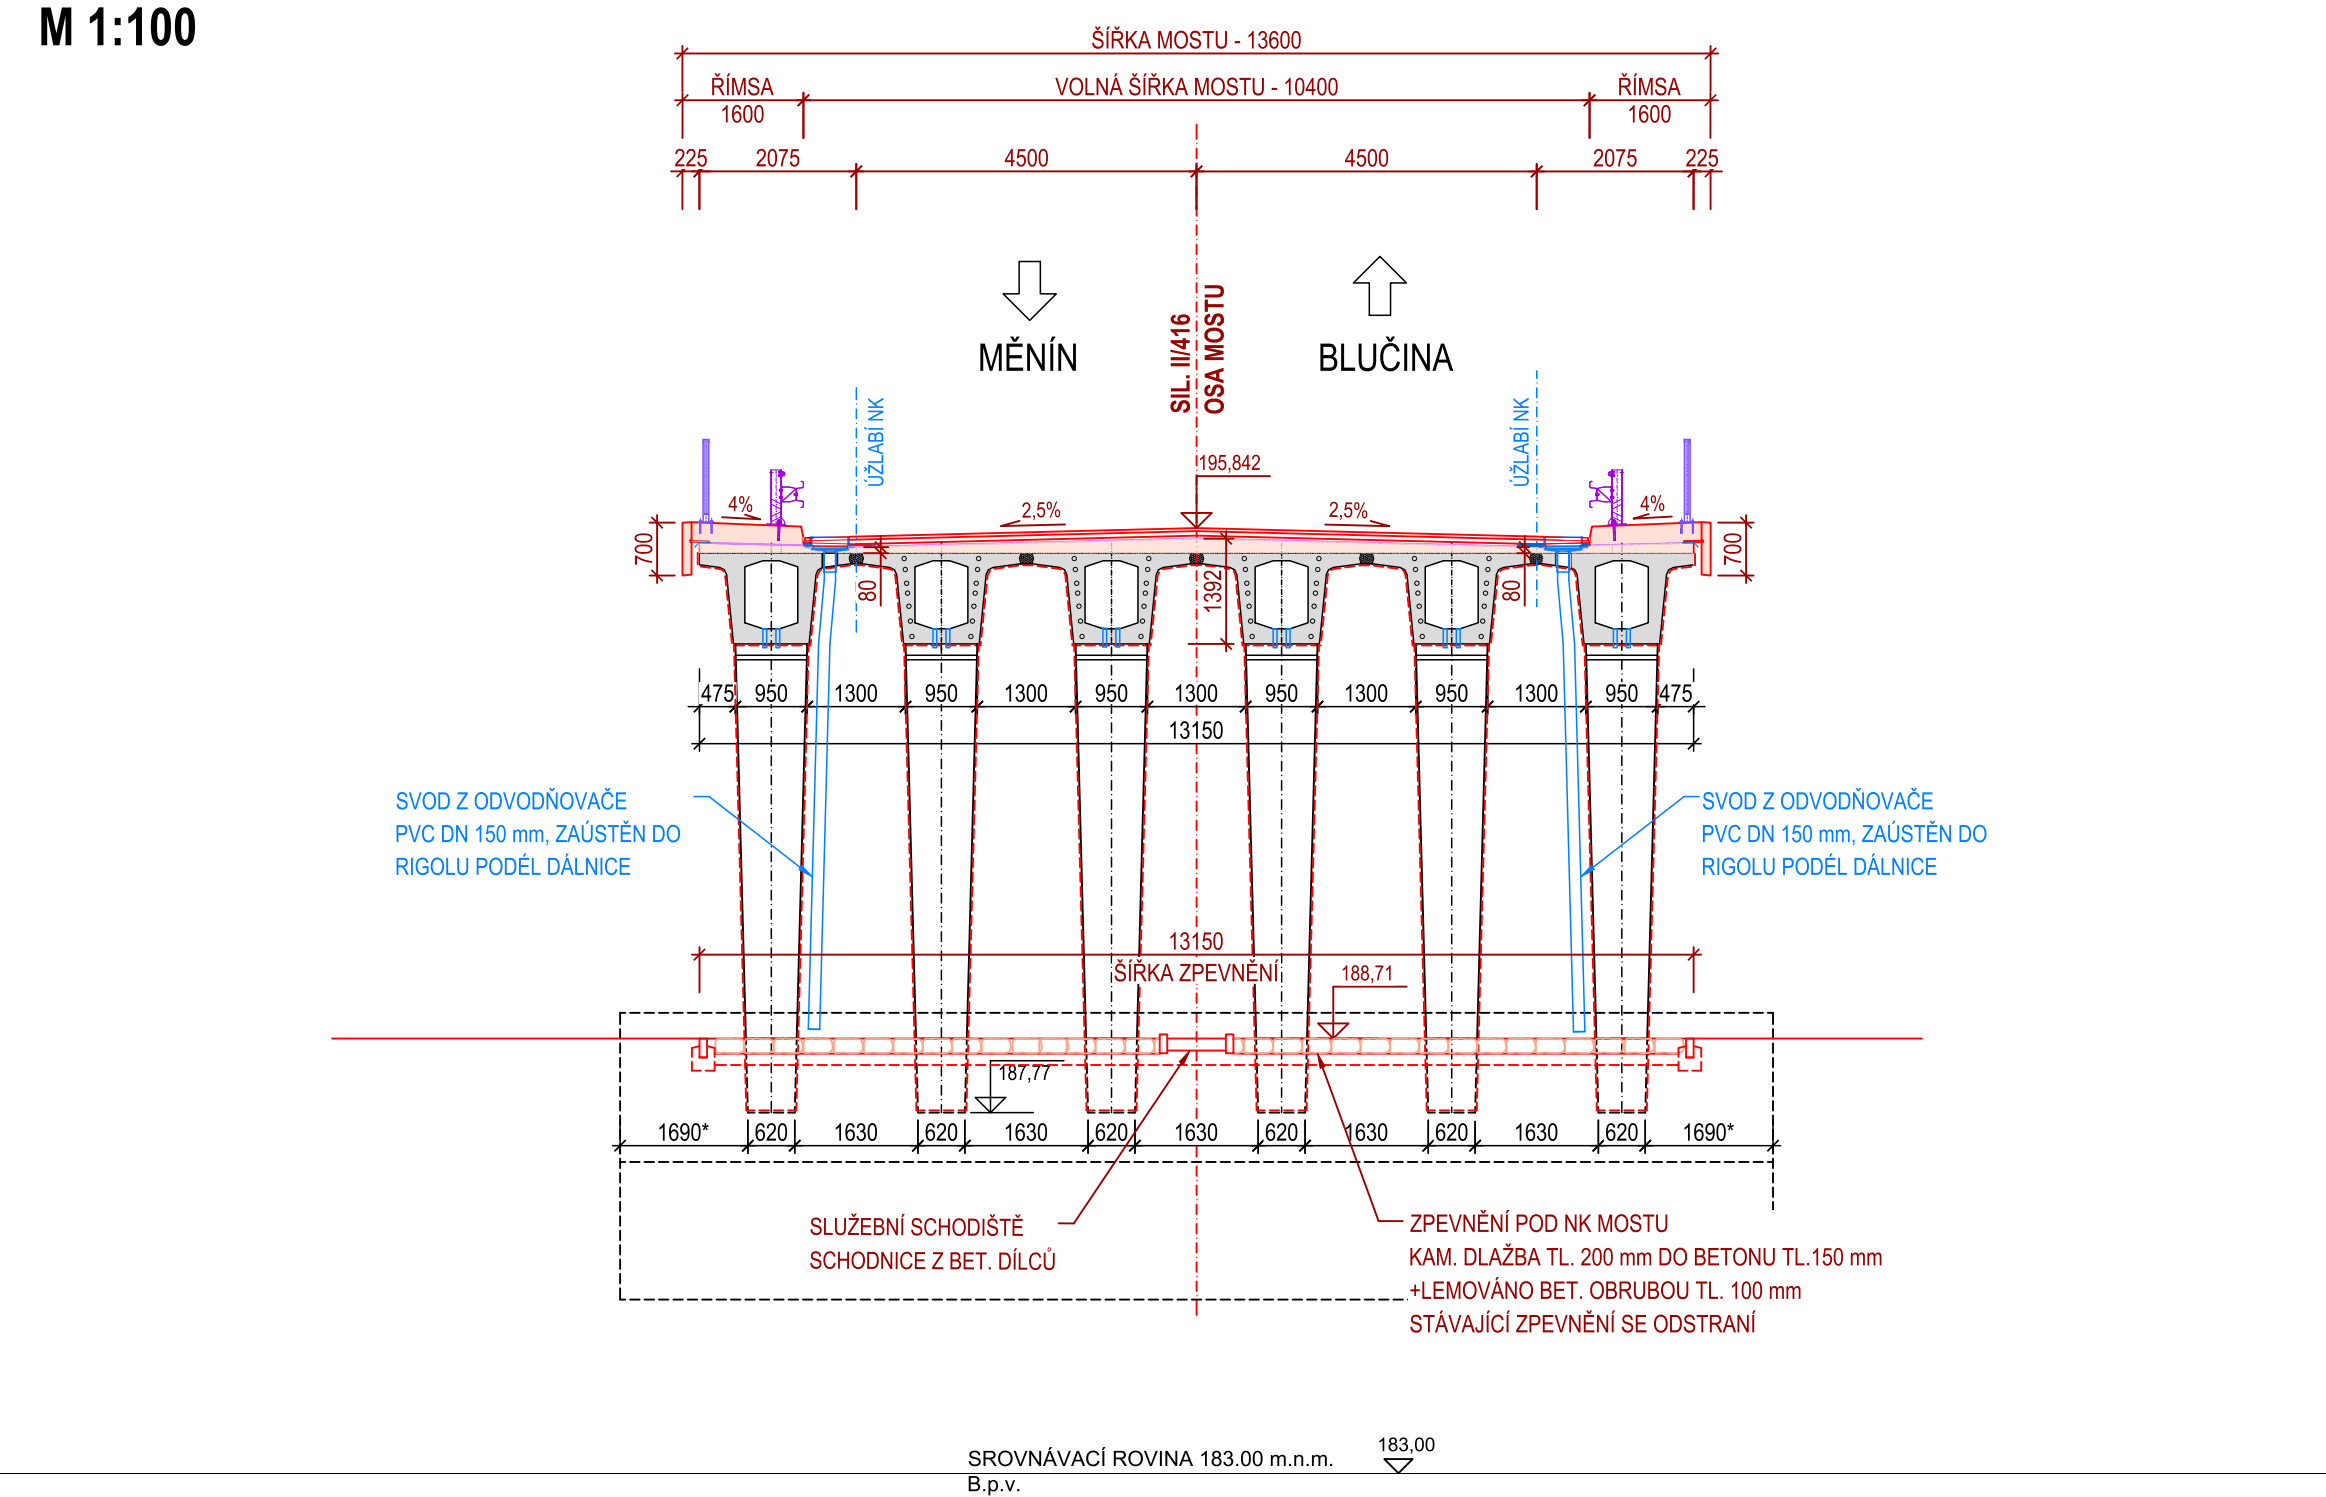 M 1:100
ŠÍŘKA MOSTU - 13600
ŘÍMSA
VOLNÁ ŠÍŘKA MOSTU - 10400
ŘÍMSA
1600
1600
225
2075
4500
4500
2075
225
SIL. II/416
OSA MOSTU
MĚNÍN
BLUČINA
ÚŽLABÍ NK
ÚŽLABÍ NK
195,842
4%
2,5%
2,5%
4%
700
80
1392
80
700
475
950
1300
950
1300
950
1300
950
1300
950
1300
950
475
13150
SVOD Z ODVODŇOVAČE
PVC DN 150 mm, ZAÚSTĚN DO
RIGOLU PODÉL DÁLNICE
SVOD Z ODVODŇOVAČE
PVC DN 150 mm, ZAÚSTĚN DO
RIGOLU PODÉL DÁLNICE
13150
ŠÍŘKA ZPEVNĚNÍ
188,71
187,77
1690*
620
1630
620
1630
620
1630
620
1630
620
1630
620
1690*
SLUŽEBNÍ SCHODIŠTĚ
SCHODNICE Z BET. DÍLCŮ
ZPEVNĚNÍ POD NK MOSTU
KAM. DLAŽBA TL. 200 mm DO BETONU TL.150 mm
+LEMOVÁNO BET. OBRUBOU TL. 100 mm
STÁVAJÍCÍ ZPEVNĚNÍ SE ODSTRANÍ
SROVNÁVACÍ ROVINA 183.00 m.n.m.
B.p.v.
183,00